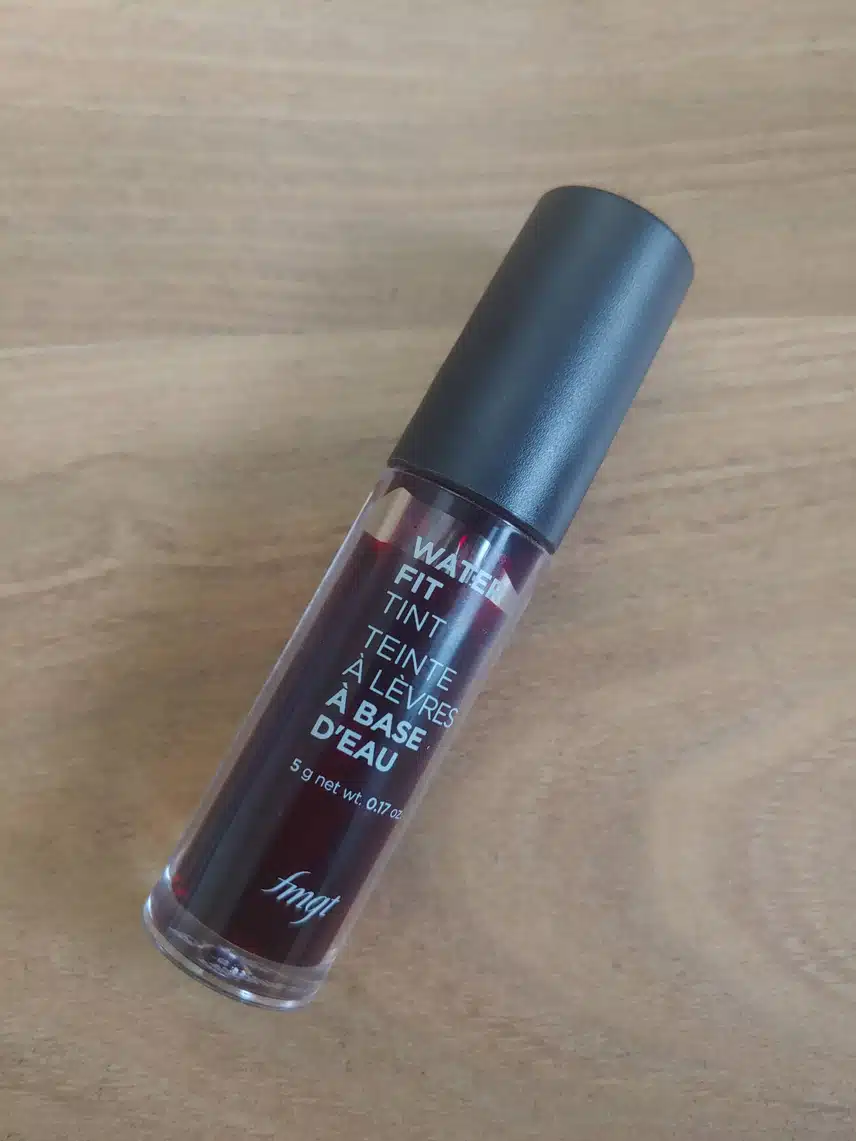 WATER
FIT
TINT
TEINTE
À LÈVRES
À BASE
D'EAU
5 g net wt. 0.17 oz.
fmgt